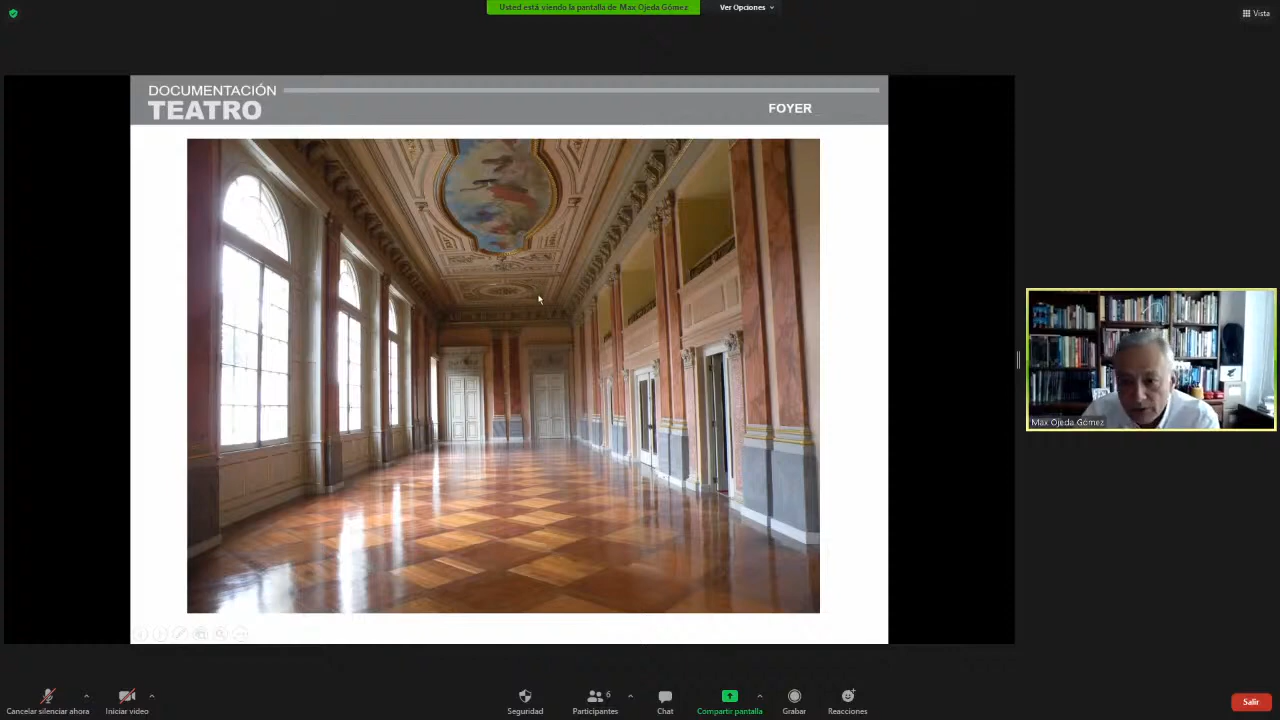 Usted está viendo la pantalla de Max Ojeda Gómez
Ver Opciones
Vista
DOCUMENTACIÓN
TEATRO
FOYER
Max Ojeda Gómez
Cancelar silenciar ahora
Iniciar video
Seguridad
6
Participantes
Chat
Compartir pantalla
Grabar
Reacciones
Salir